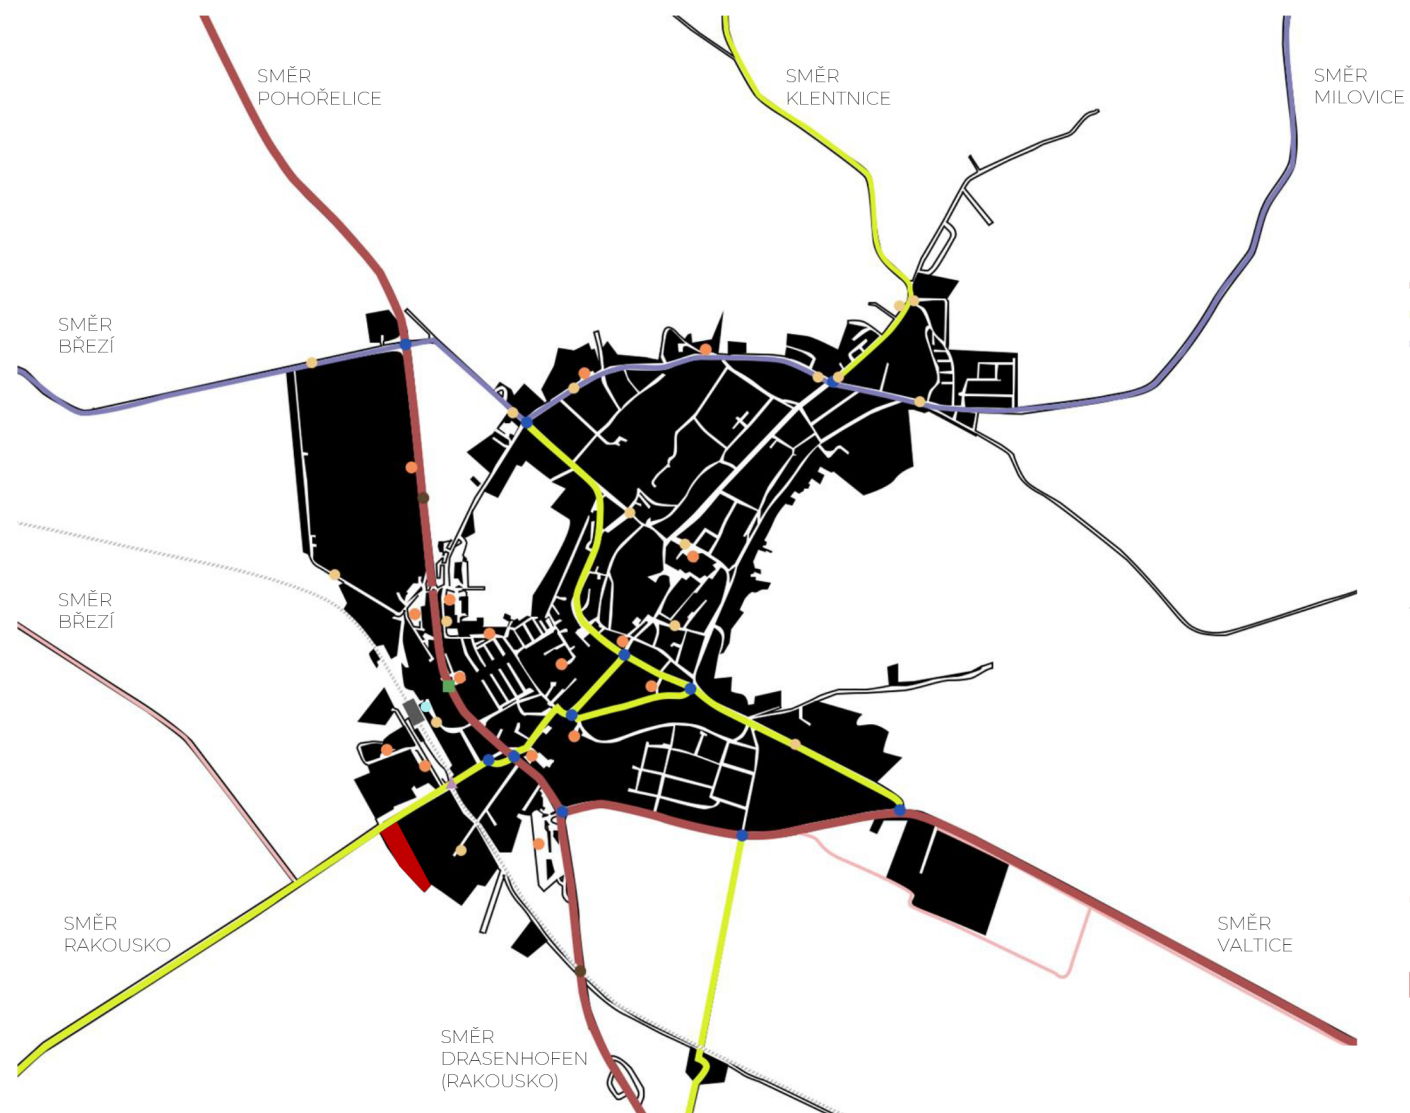 SMĚR
POHOŘELICE
SMĚR
KLENTNICE
SMĚR
MILOVICE
SMĚR
BŘEZÍ
SMĚR
BŘEZÍ
SMĚR
RAKOUSKO
SMĚR
VALTICE
SMĚR
DRASENHOFEN
(RAKOUSKO)